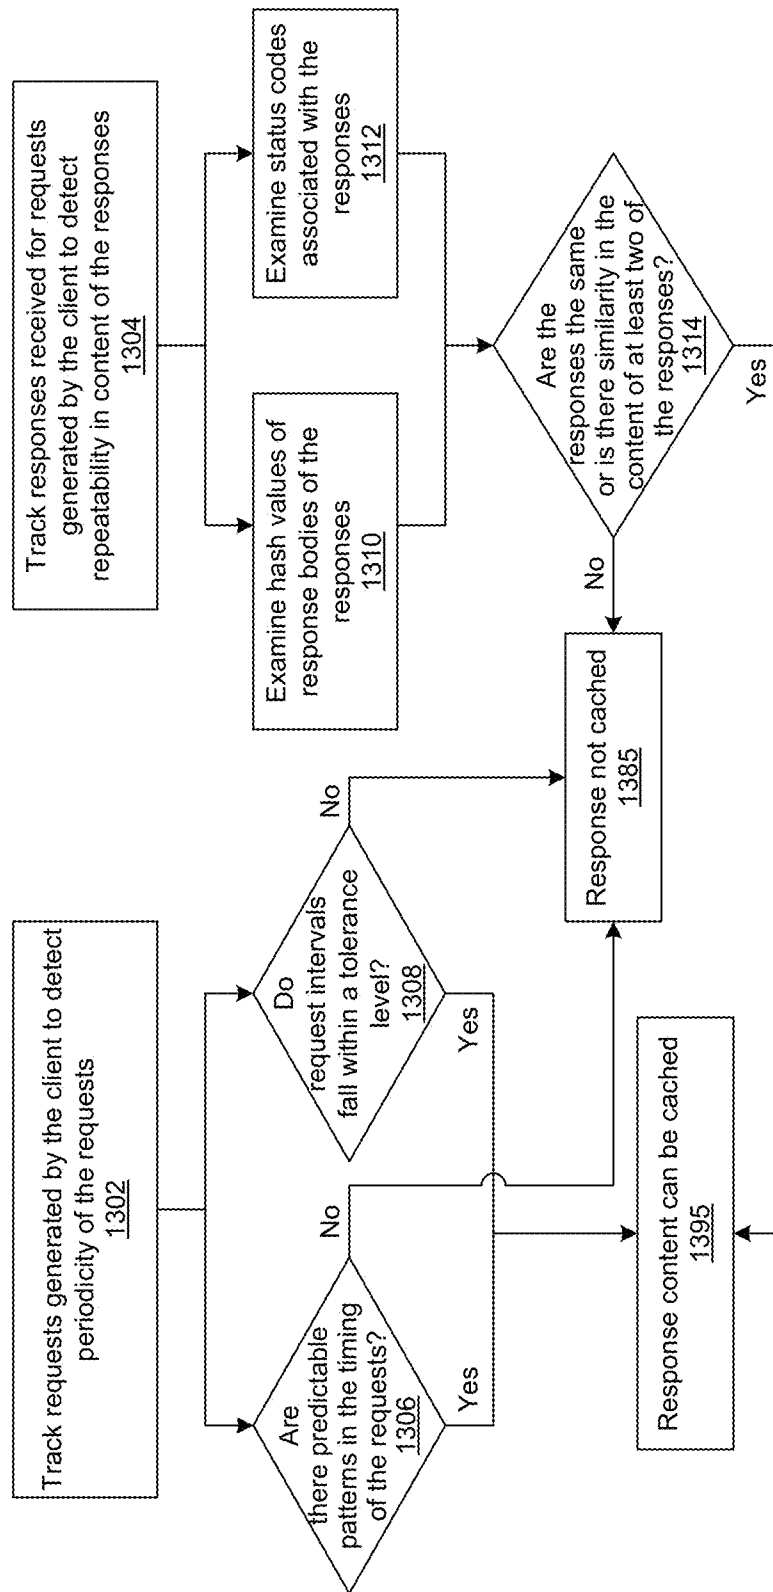 Track requests generated by the client to detect
periodicity of the requests
1302
Are
there predictable
patterns in the timing
of the requests?
1306
No
Yes
Do
request intervals
fall within a tolerance
level?
1308
No
Yes
Response content can be cached
1395
Response not cached
1385
Track responses received for requests
generated by the client to detect
repeatability in content of the responses
1304
Examine hash values of
response bodies of the
responses
1310
Examine status codes
associated with the
responses
1312
Are the
responses the same
or is there similarity in the
content of at least two of
the responses?
1314
No
Yes